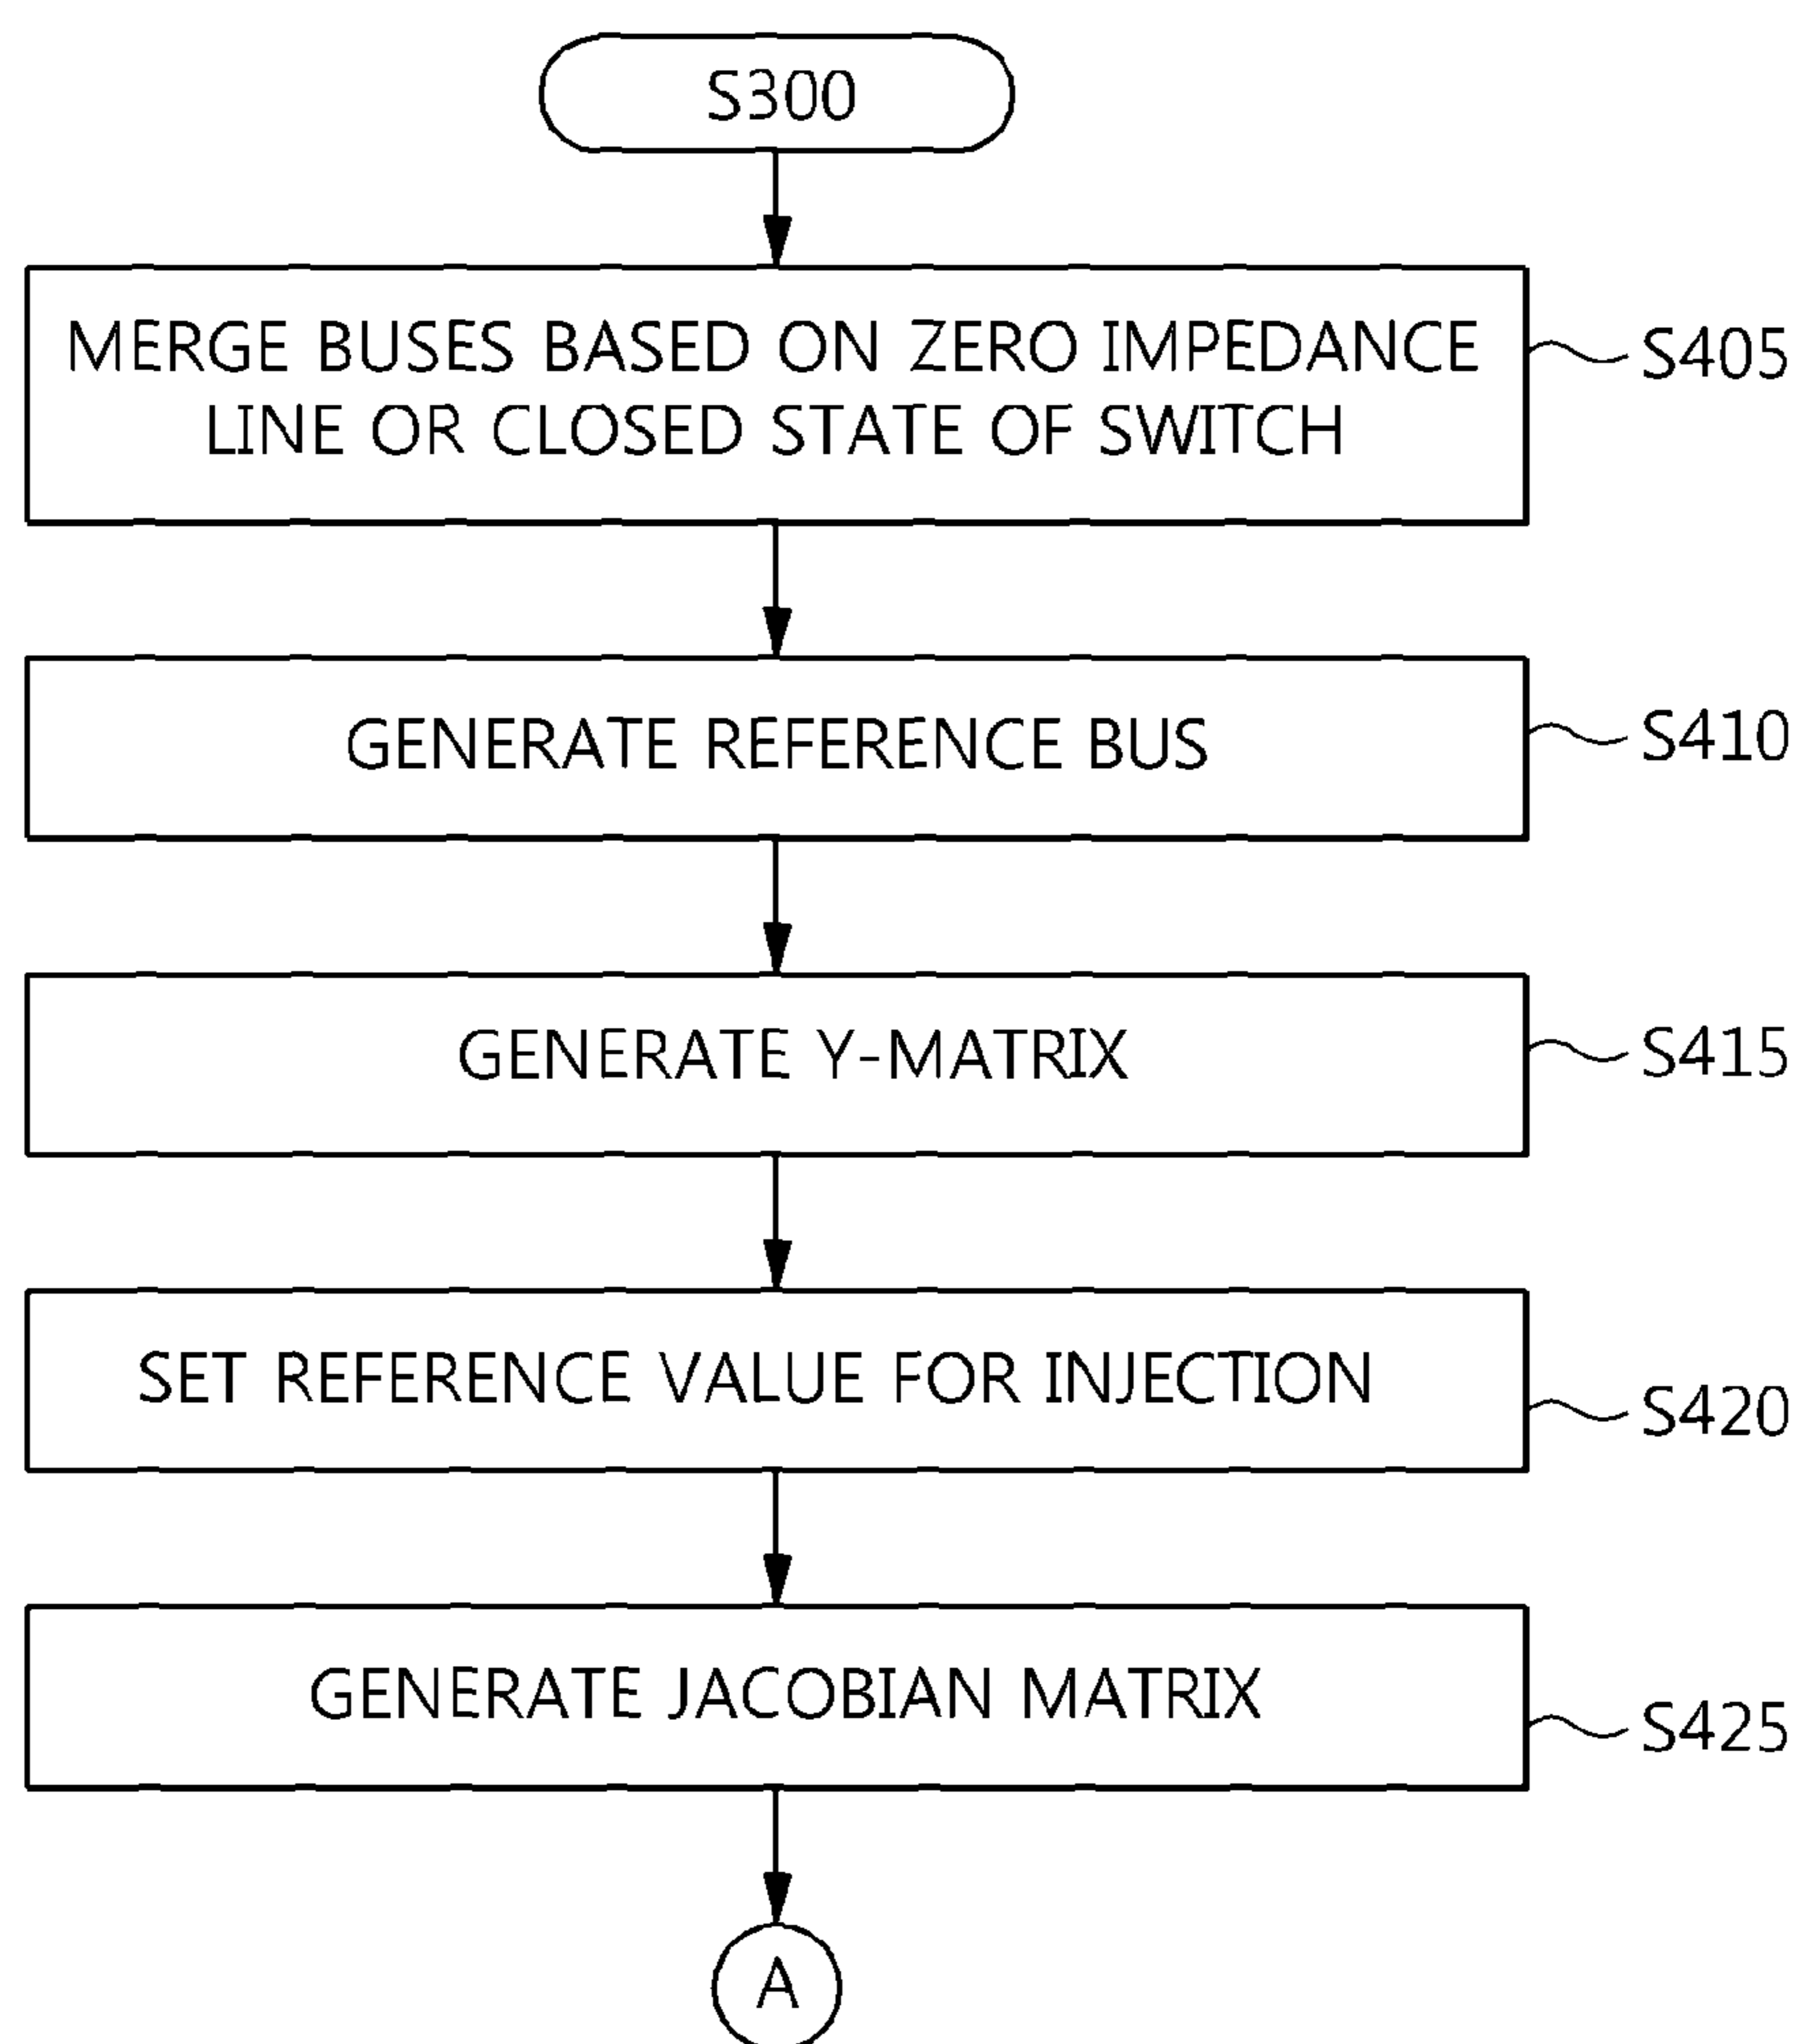 S300
MERGE BUSES BASED ON ZERO IMPEDANCE
LINE OR CLOSED STATE OF SWITCH
S405
GENERATE REFERENCE BUS
S410
GENERATE Y-MATRIX
S415
SET REFERENCE VALUE FOR INJECTION
S420
GENERATE JACOBIAN MATRIX
S425
A